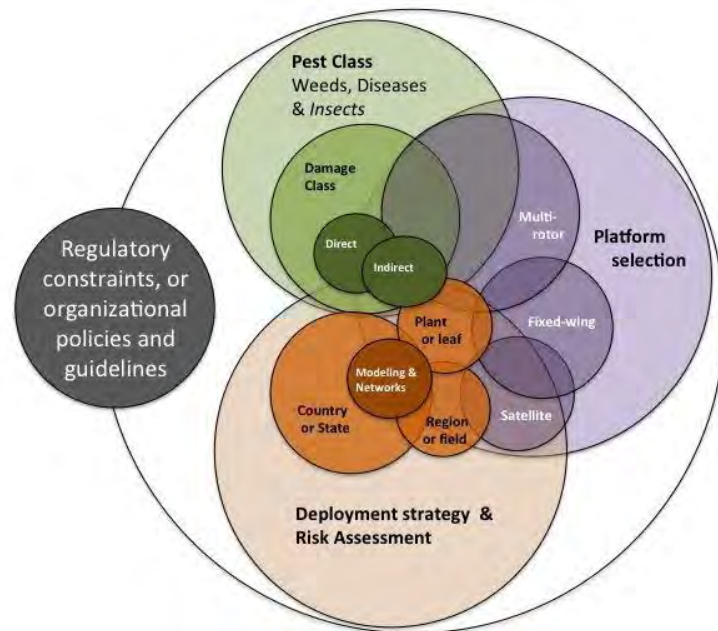 Pest Class
Weeds, Diseases
& Insects
Damage
Class
Direct
Indirect
Multi-
rotor
Platform
selection
Regulatory
constraints, or
organizational
policies and
guidelines
Plant
or leaf
Fixed-wing
Modeling &
Networks
Country
or State
Region
or field
Satellite
Deployment strategy &
Risk Assessment